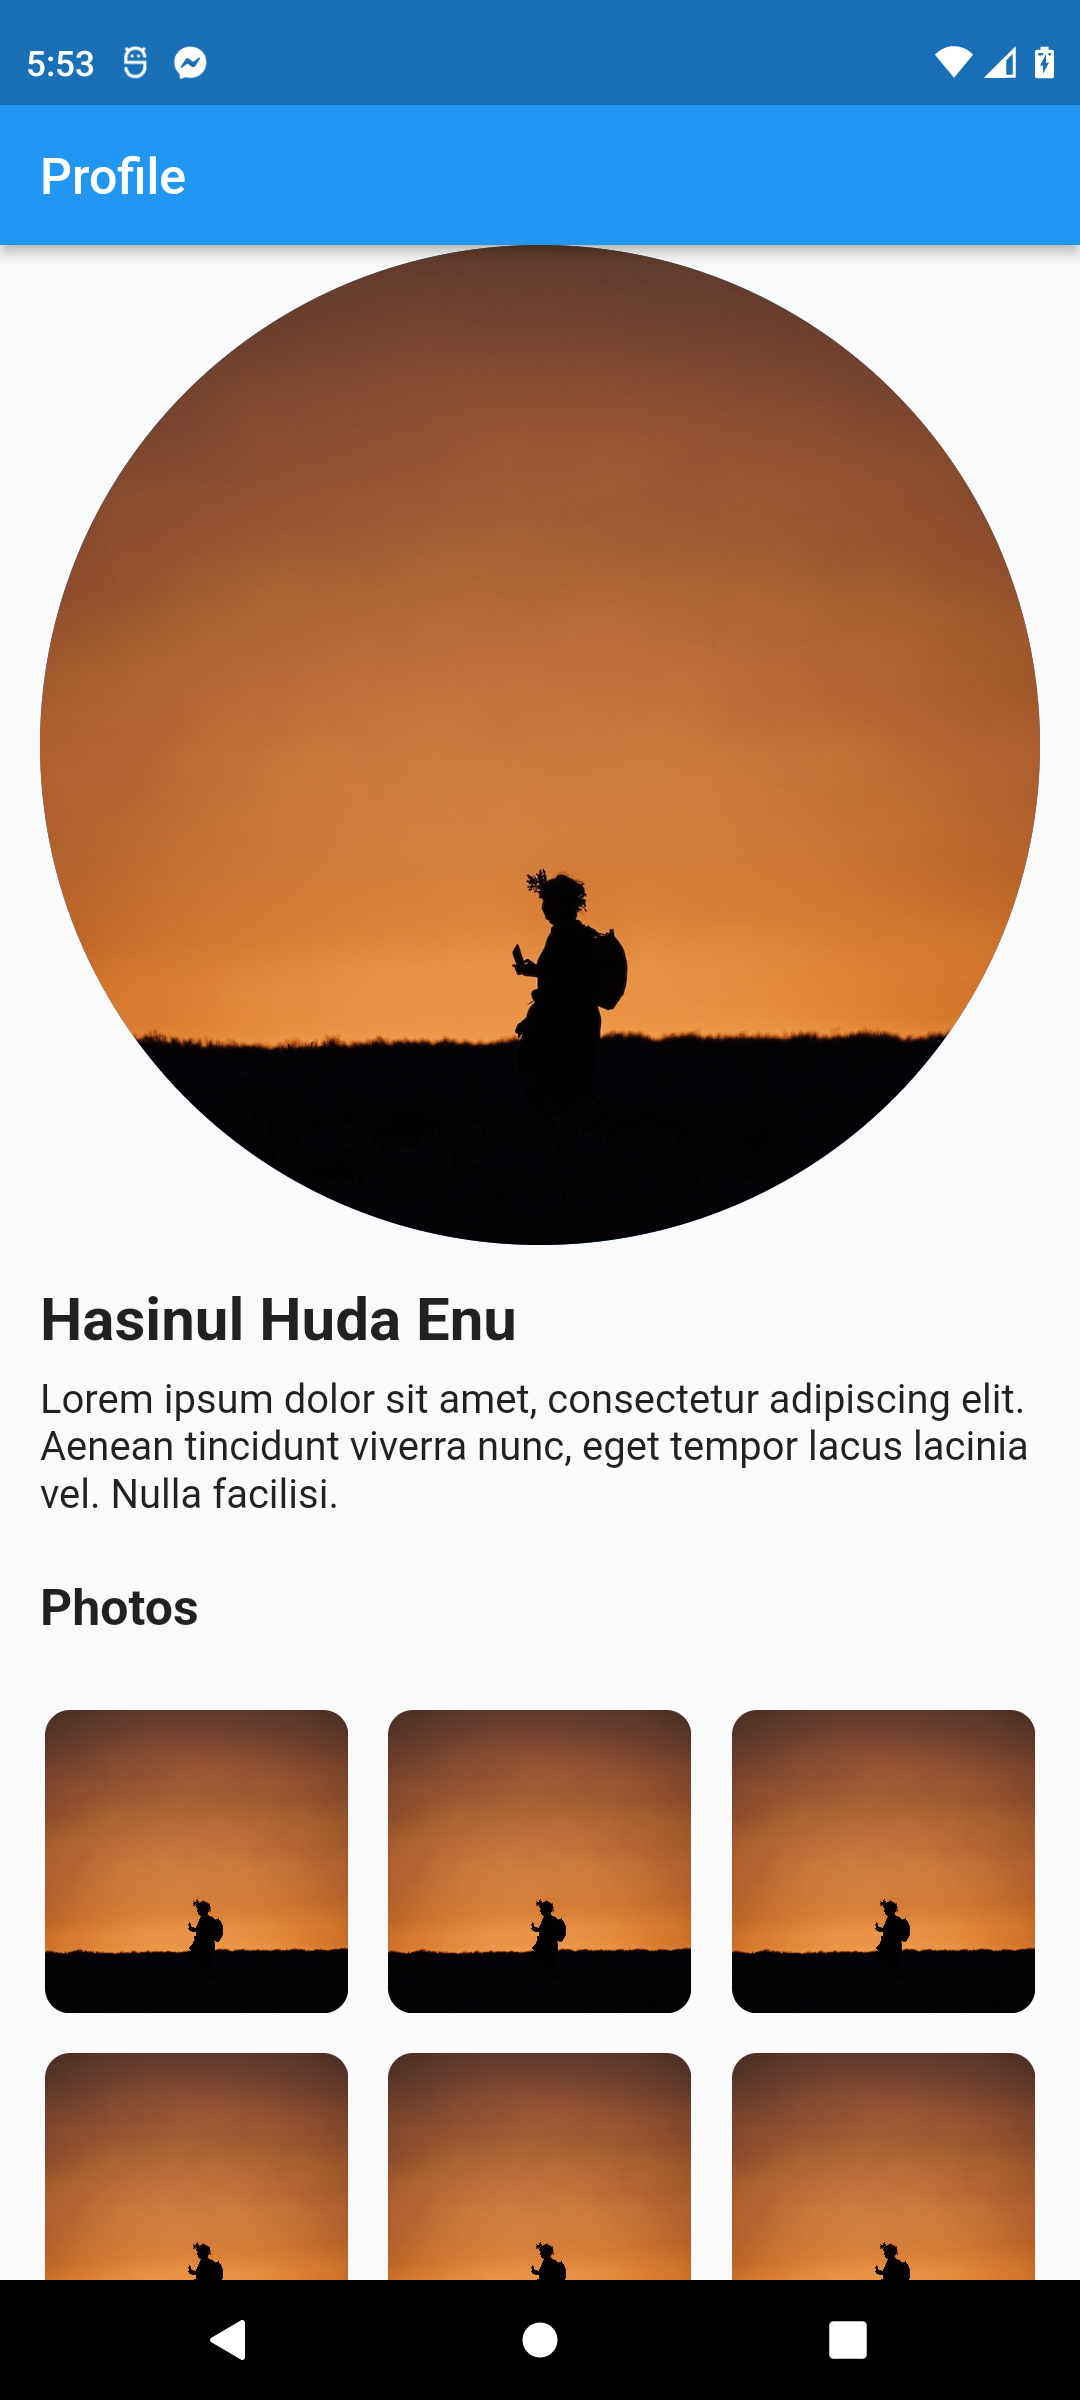 5:53
Profile
Hasinul Huda Enu
Lorem ipsum dolor sit amet, consectetur adipiscing elit.
Aenean tincidunt viverra nunc, eget tempor lacus lacinia
vel. Nulla facilisi.
Photos